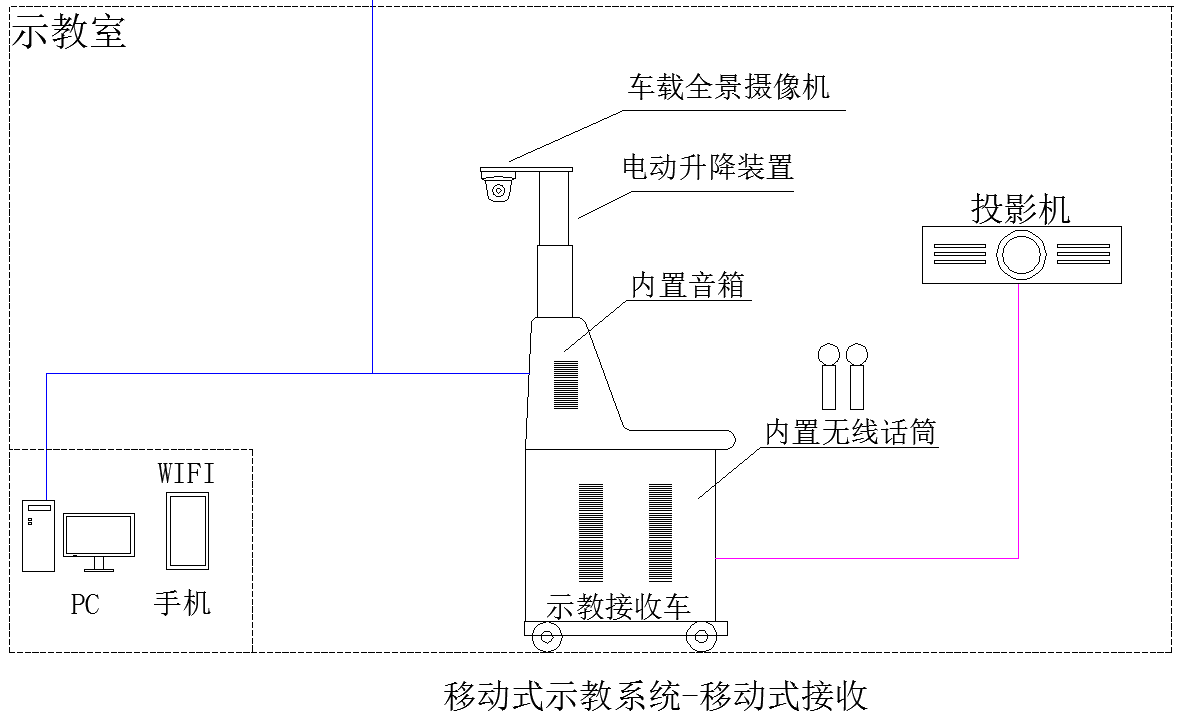 示教室
车载全景摄像机
电动升降装置
投影机
内置音箱
内置无线话筒
WIFI
PC
手机
示教接收车
移动式示教系统-移动式接收